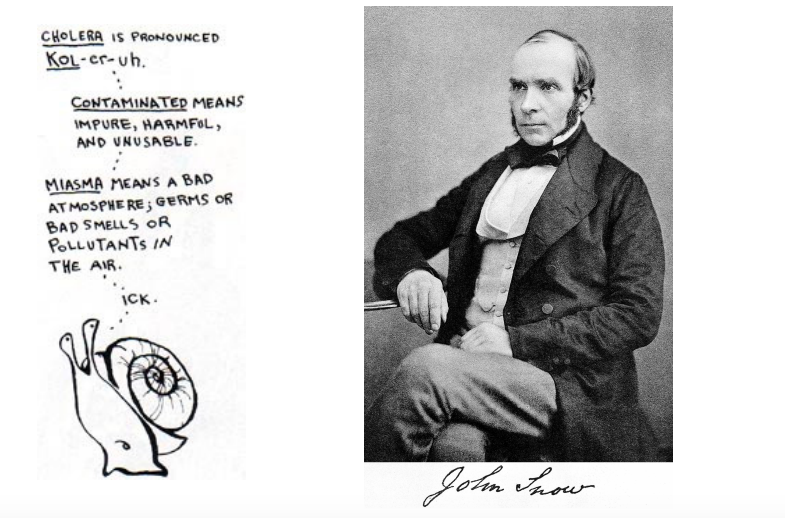 CHOLERA IS PRONOUNCED
KOL-er-uh.
CONTAMINATED MEANS
IMPURE, HARMFUL,
AND UNUSABLE.
MIASMA MEANS A BAD
ATMOSPHERE; GERMS OR
BAD SMELLS OR
POLLUTANTS IN
THE AIR.
ICK.
John Snow